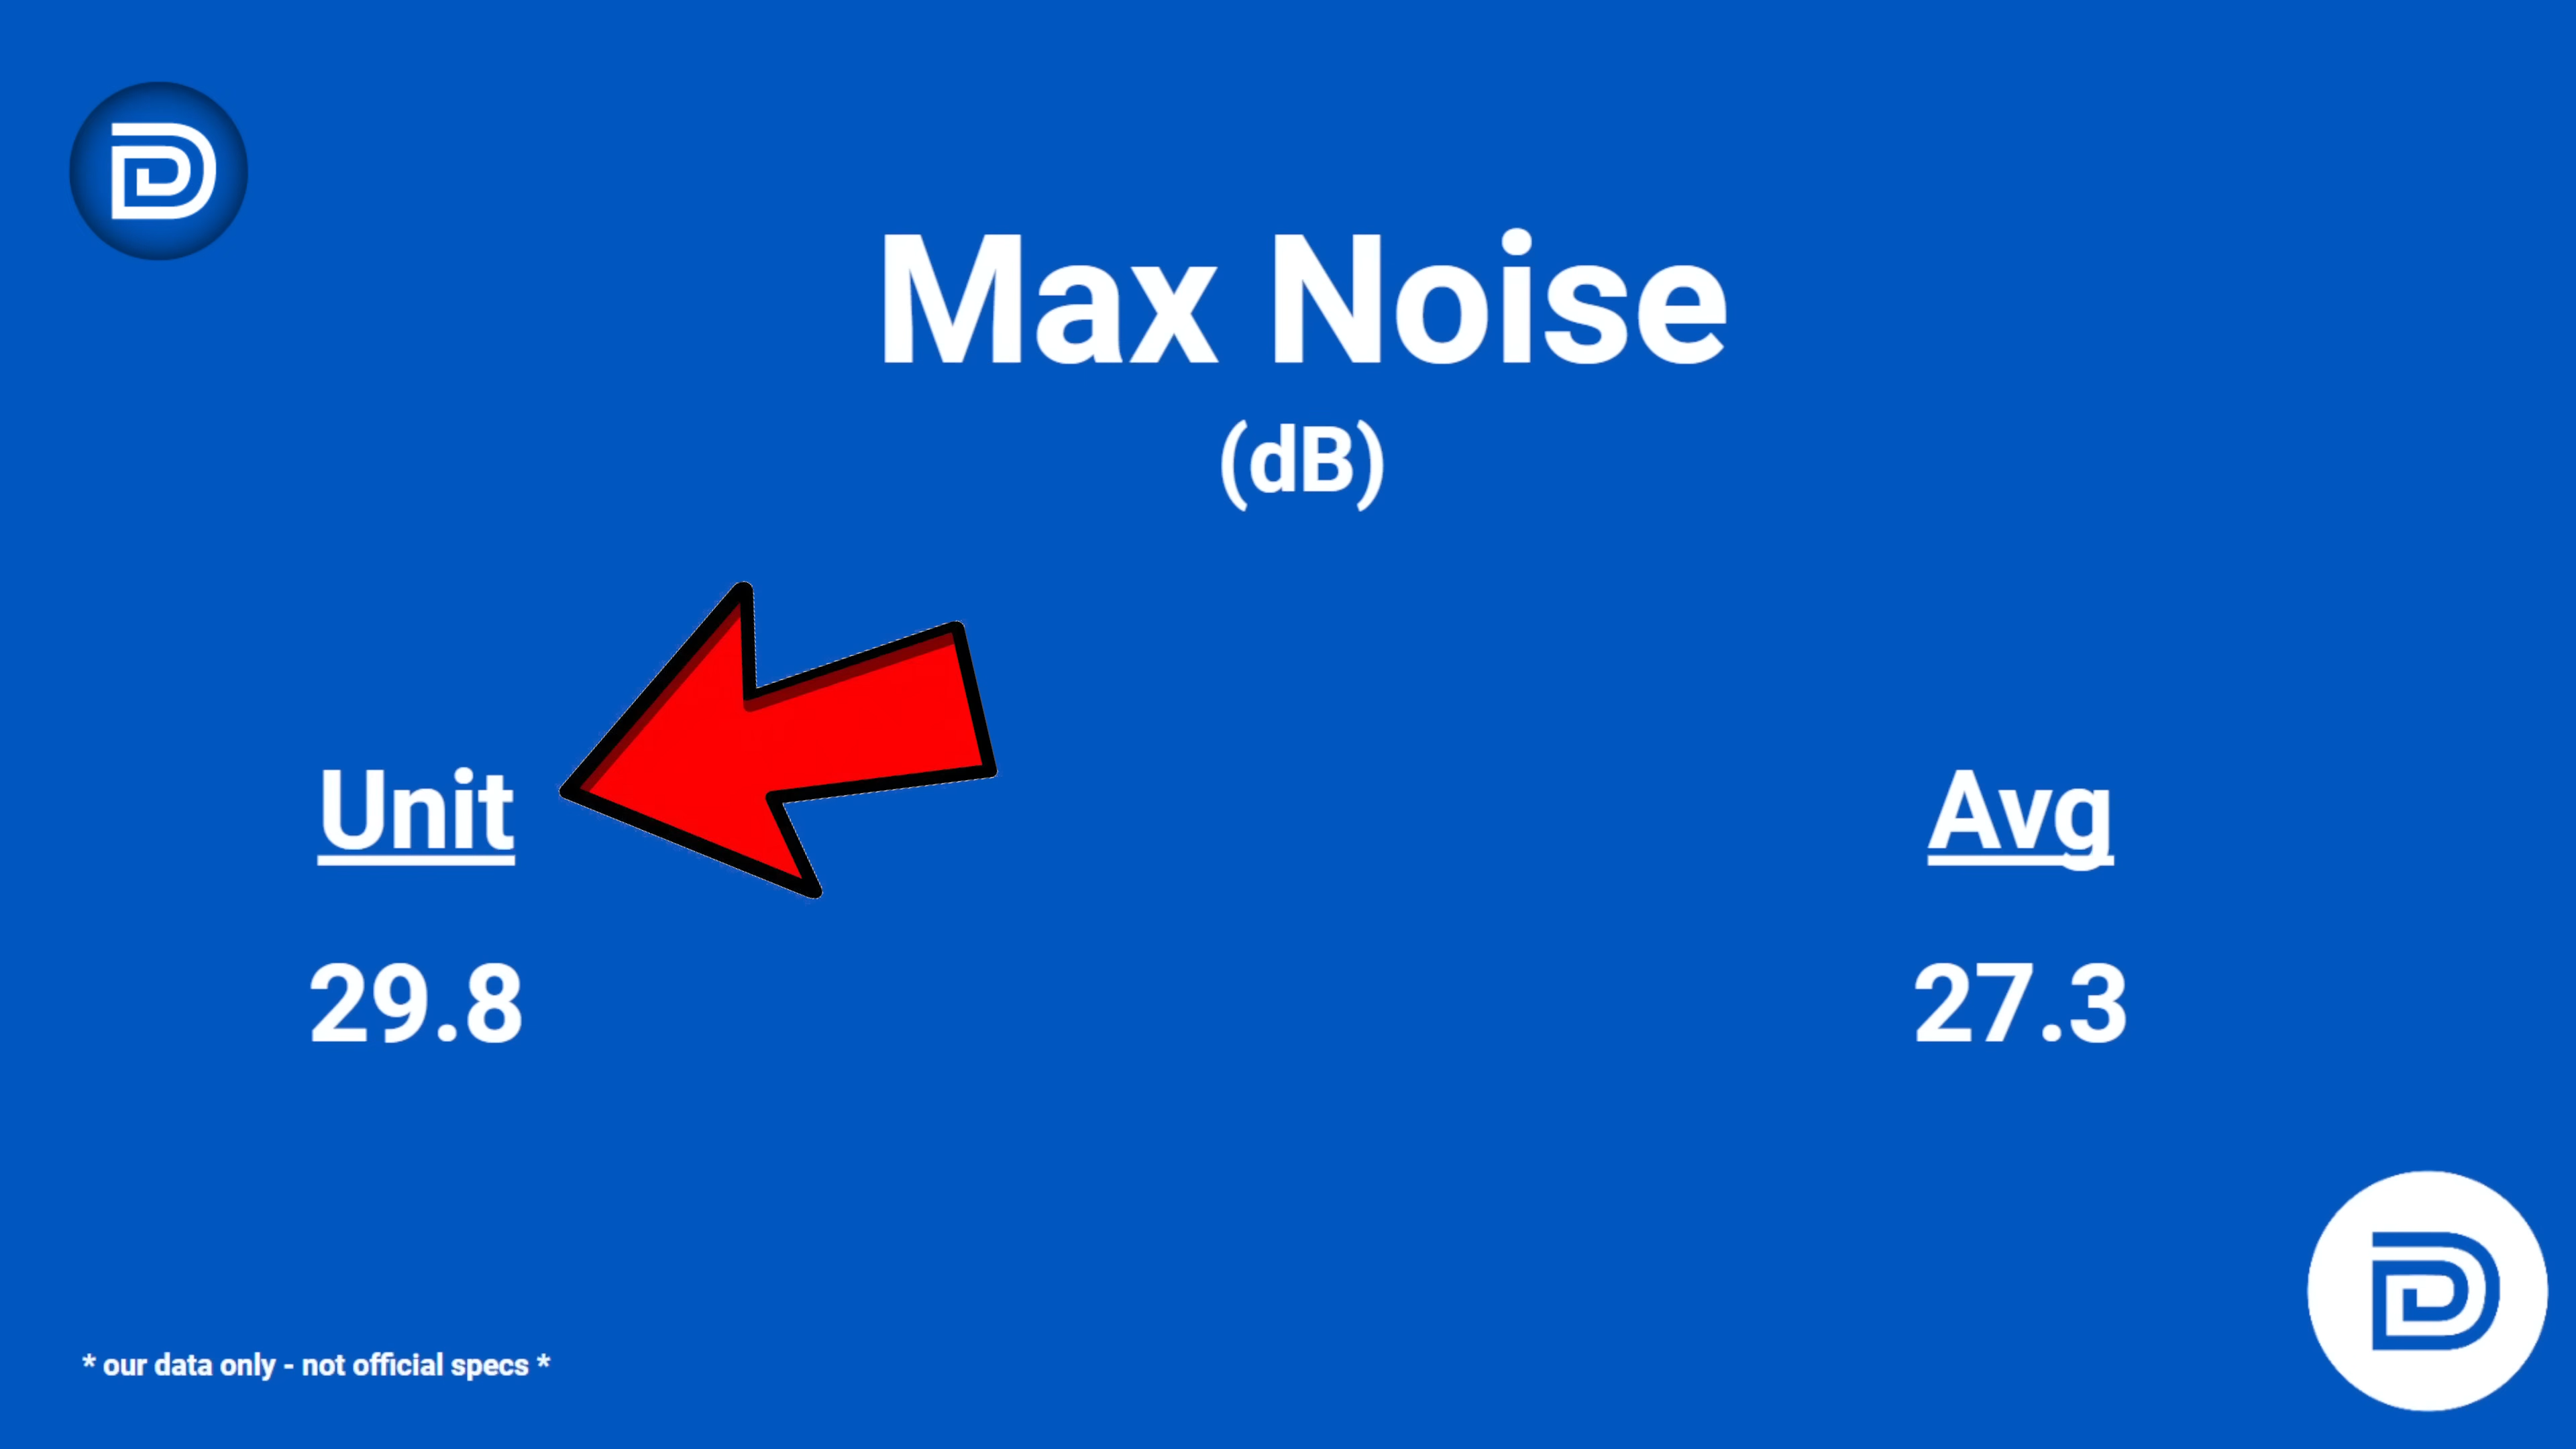 Max Noise
(dB)
Unit
Avg
29.8
27.3
* our data only - not official specs *